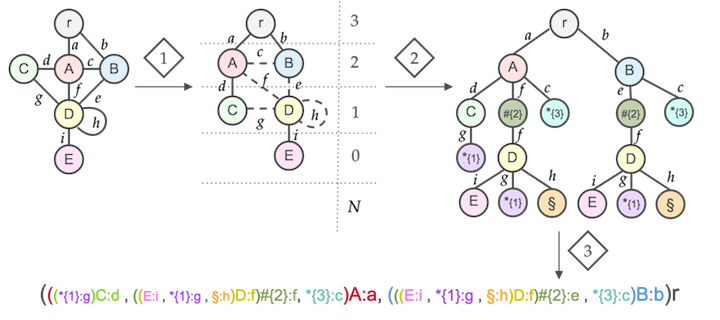 r
a
b
C
d
A
c
B
g
f
e
D
h
i
E
1
r
a
b
A
c
B
d
f
e
C
g
D
h
i
E
3
2
1
0
N
2
r
a
b
A
B
d
f
c
e
c
C
#{2}
*{3}
#{2}
*{3}
g
f
f
*{1}
D
D
i
g
h
i
g
h
E
*{1}
§
E
*{1}
§
3
(((*{1}:g)C:d , ((E:i , *{1}:g , §:h)D:f)#{2}:f, *{3}:c)A:a, (((E:i , *{1}:g , §:h)D:f)#{2}:e , *{3}:c)B:b)r